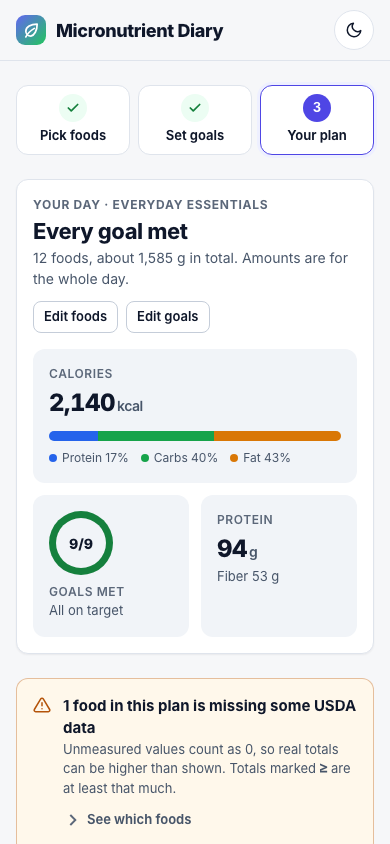 Micronutrient Diary
Pick foods
Set goals
3
Your plan
YOUR DAY · EVERYDAY ESSENTIALS
Every goal met
12 foods, about 1,585 g in total. Amounts are for
the whole day.
Edit foods
Edit goals
CALORIES
2,140 kcal
Protein 17%
Carbs 40%
Fat 43%
9/9
GOALS MET
All on target
PROTEIN
94 g
Fiber 53 g
1 food in this plan is missing some USDA
data
Unmeasured values count as 0, so real totals
can be higher than shown. Totals marked ≥ are
at least that much.
See which foods